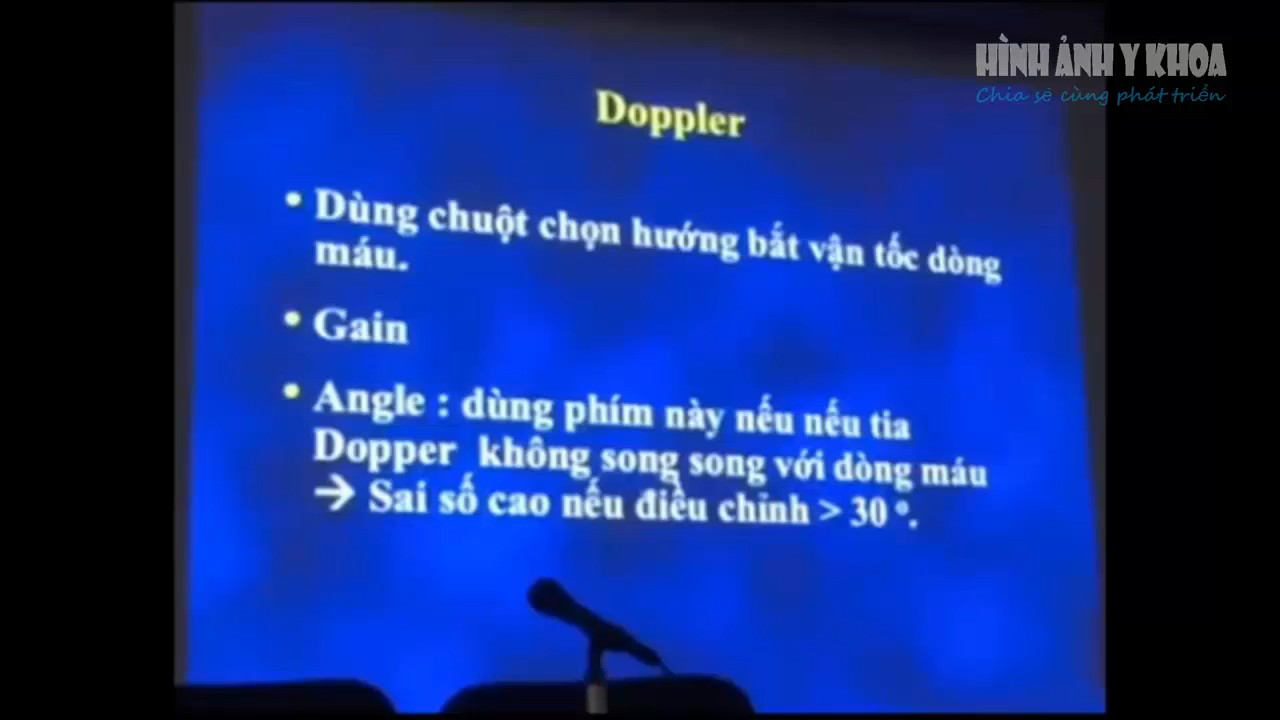 HÌNH ẢNH Y KHOA
Chia sẻ cùng phát triển
Doppler
• Dùng chuột chọn hướng bắt vận tốc dòng
máu.
• Gain
• Angle : dùng phím này nếu nếu tia
Dopper không song song với dòng máu
→ Sai số cao nếu điều chỉnh > 30 º.